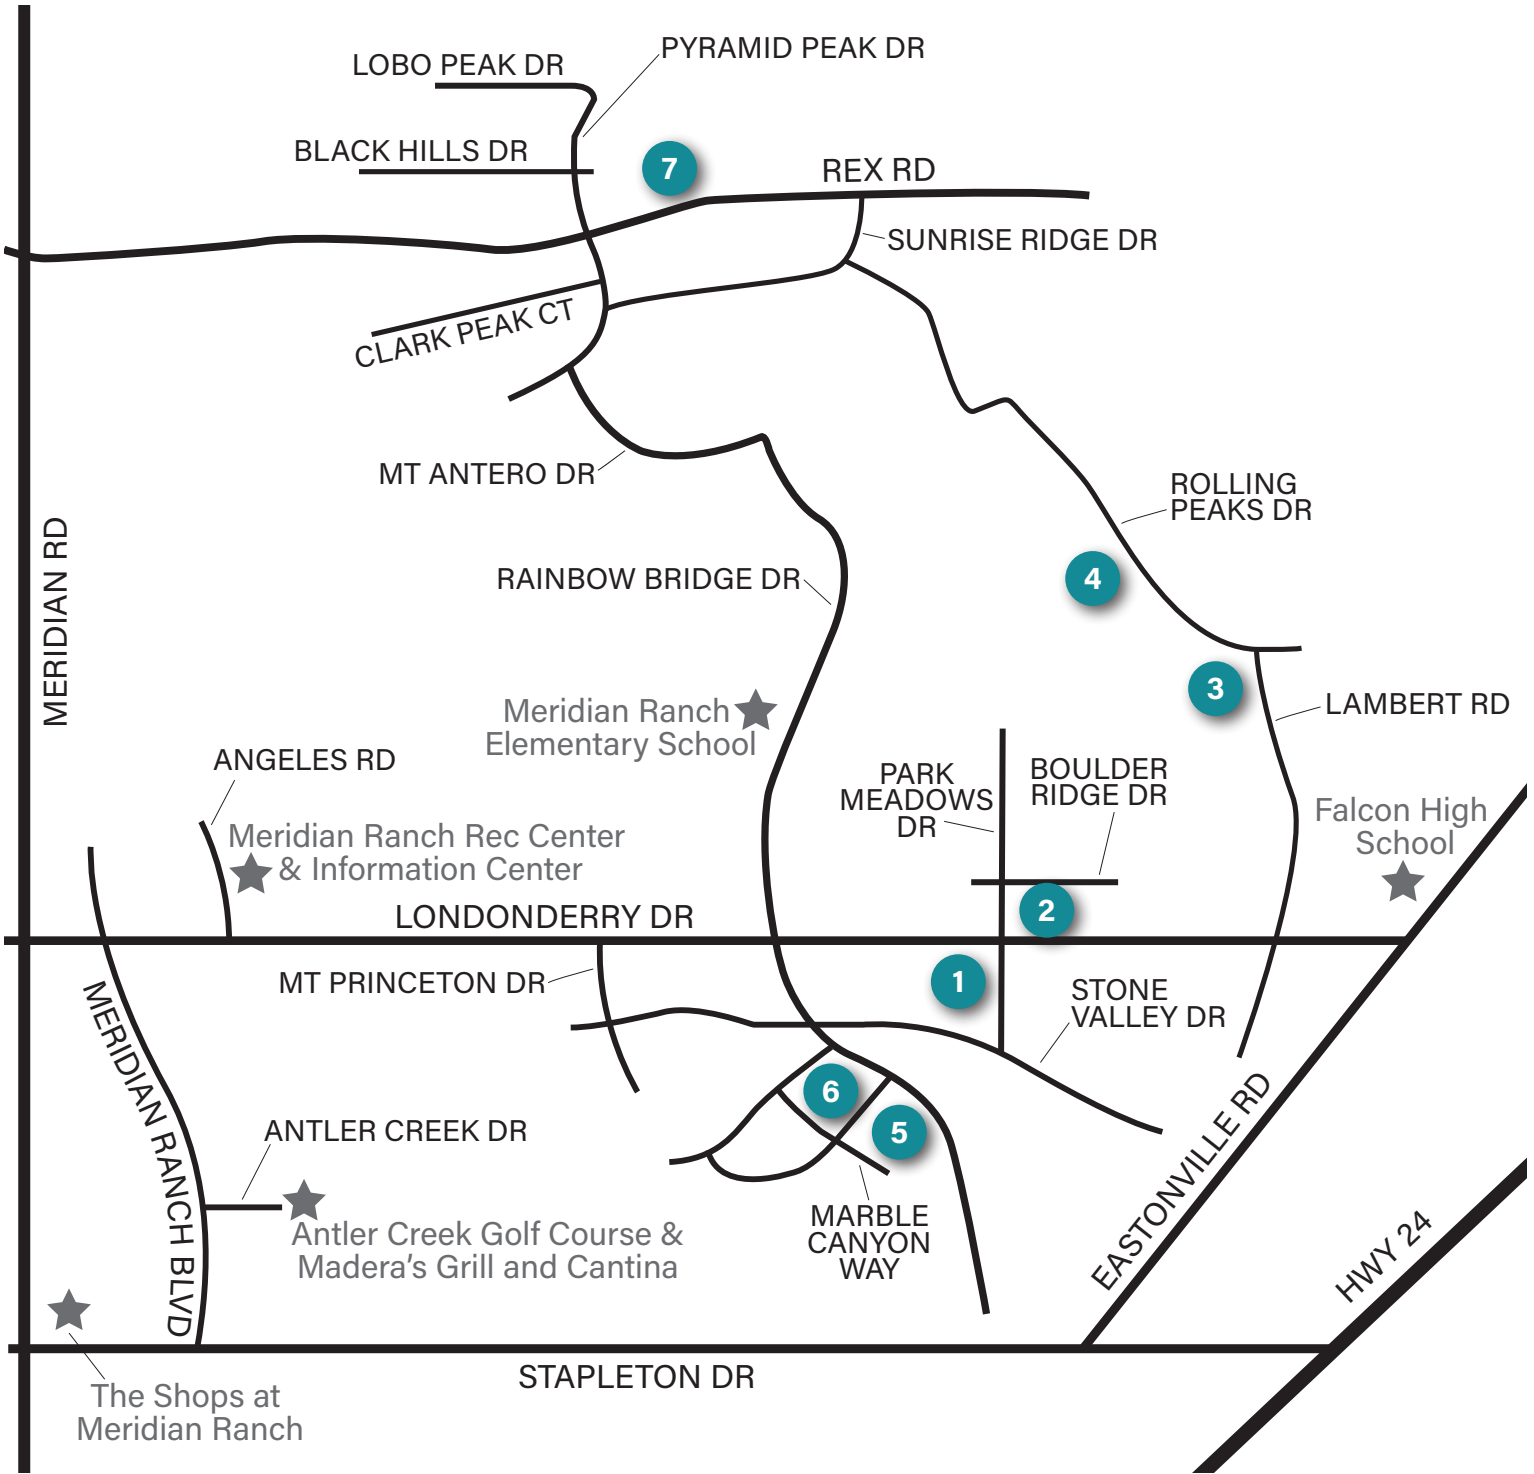 PYRAMID PEAK DR
LOBO PEAK DR
BLACK HILLS DR
7
REX RD
SUNRISE RIDGE DR
CLARK PEAK CT
MT ANTERO DR
ROLLING
PEAKS DR
MERIDIAN RD
RAINBOW BRIDGE DR
4
3
LAMBERT RD
Meridian Ranch
Elementary School
ANGELES RD
PARK
MEADOWS
DR
BOULDER
RIDGE DR
Falcon High
School
Meridian Ranch Rec Center
& Information Center
LONDONDERRY DR
2
MT PRINCETON DR
1
STONE
VALLEY DR
MERIDIAN RANCH BLVD
6
5
ANTLER CREEK DR
Antler Creek Golf Course &
Madera's Grill and Cantina
MARBLE
CANYON
WAY
EASTONVILLE RD
HWY 24
STAPLETON DR
The Shops at
Meridian Ranch